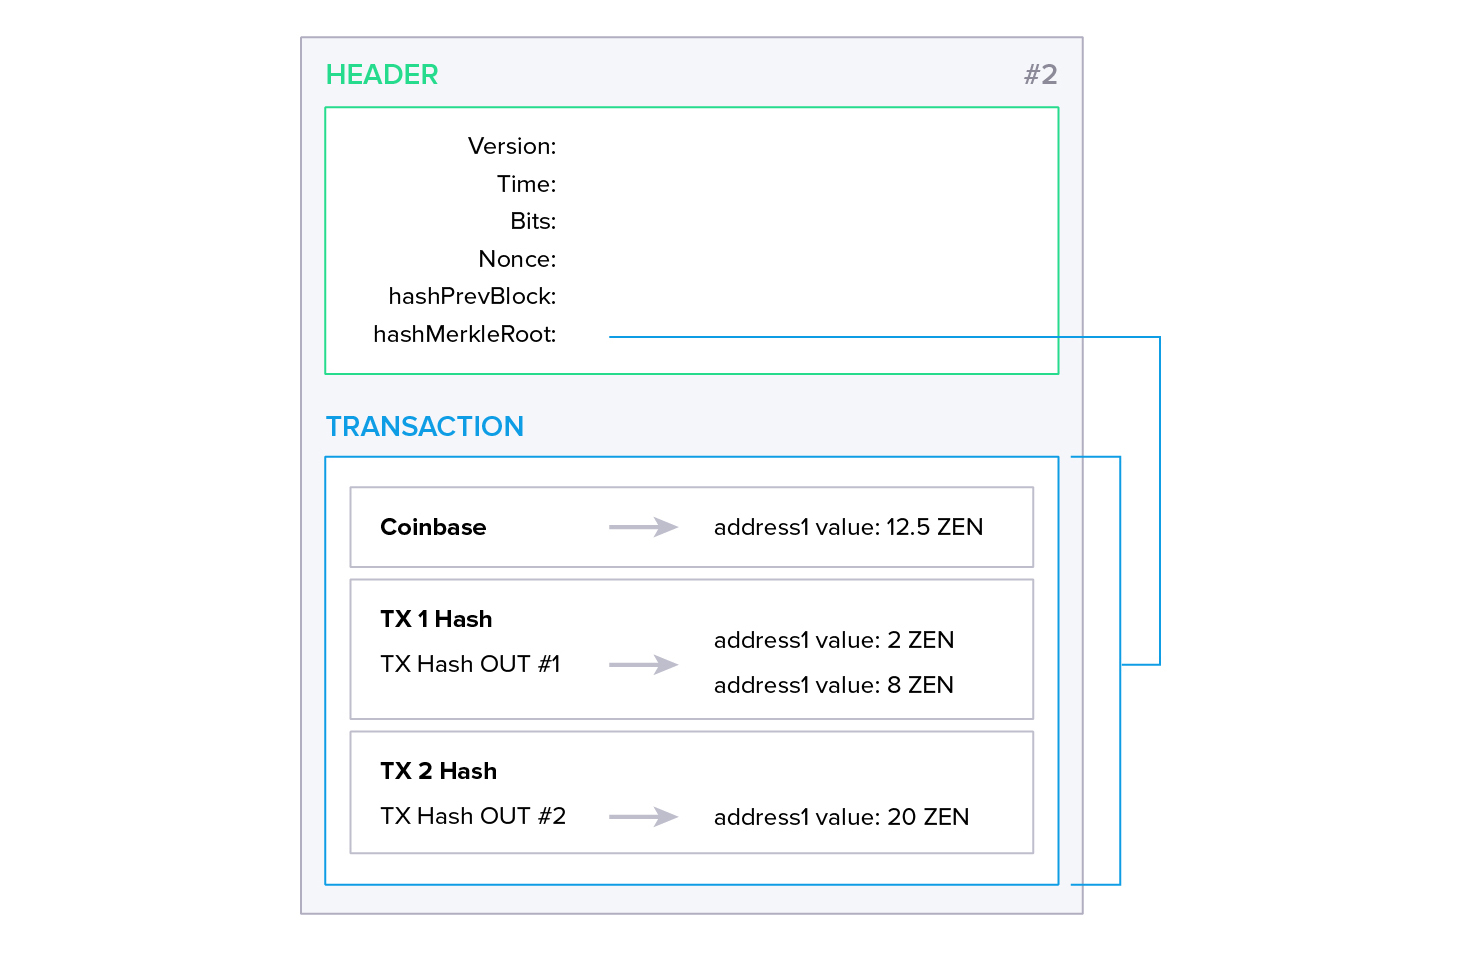 HEADER #2
Version:
Time:
Bits:
Nonce:
hashPrevBlock:
hashMerkleRoot:
TRANSACTION
Coinbase address1 value: 12.5 ZEN
TX 1 Hash
address1 value: 2 ZEN
TX Hash OUT #1
address1 value: 8 ZEN
TX 2 Hash
TX Hash OUT #2 address1 value: 20 ZEN